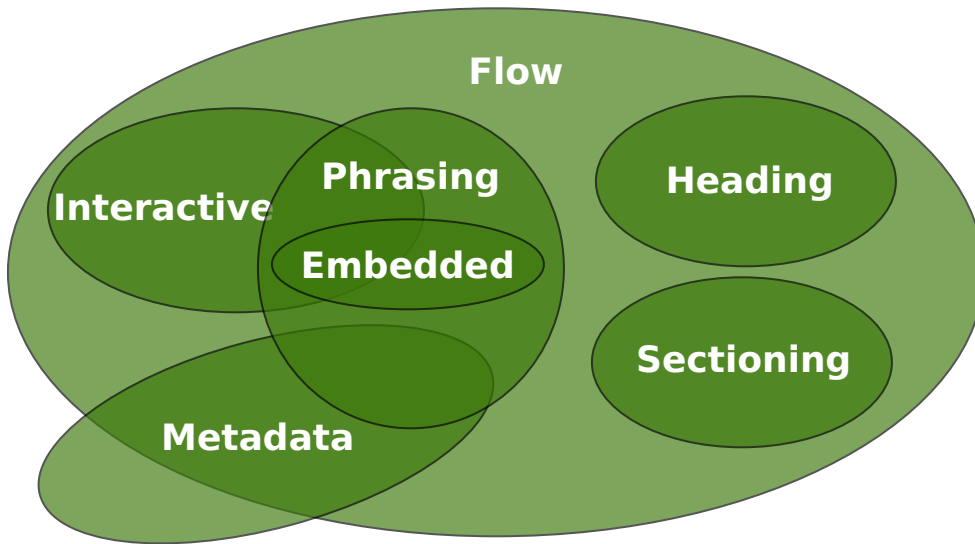 Flow
Phrasing
Heading
Interactive
Embedded
Sectioning
Metadata